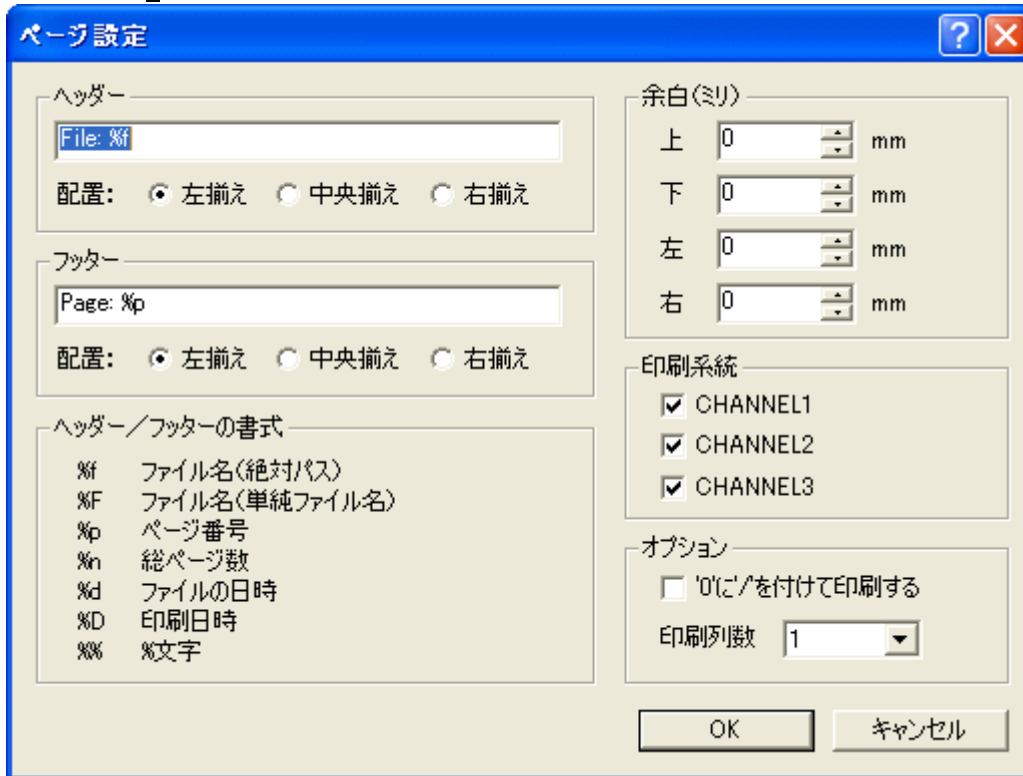 ページ設定
ヘッダー
File: %f
配置: 左揃え 中央揃え 右揃え
フッター
Page: %p
配置: 左揃え 中央揃え 右揃え
ヘッダー／フッターの書式
%f ファイル名(絶対パス)
%F ファイル名(単純ファイル名)
%p ページ番号
%n 総ページ数
%d ファイルの日時
%D 印刷日時
%% %文字
余白(ミリ)
上 0 mm
下 0 mm
左 0 mm
右 0 mm
印刷系統
CHANNEL1
CHANNEL2
CHANNEL3
オプション
'0'に'/'を付けて印刷する
印刷列数 1
OK キャンセル